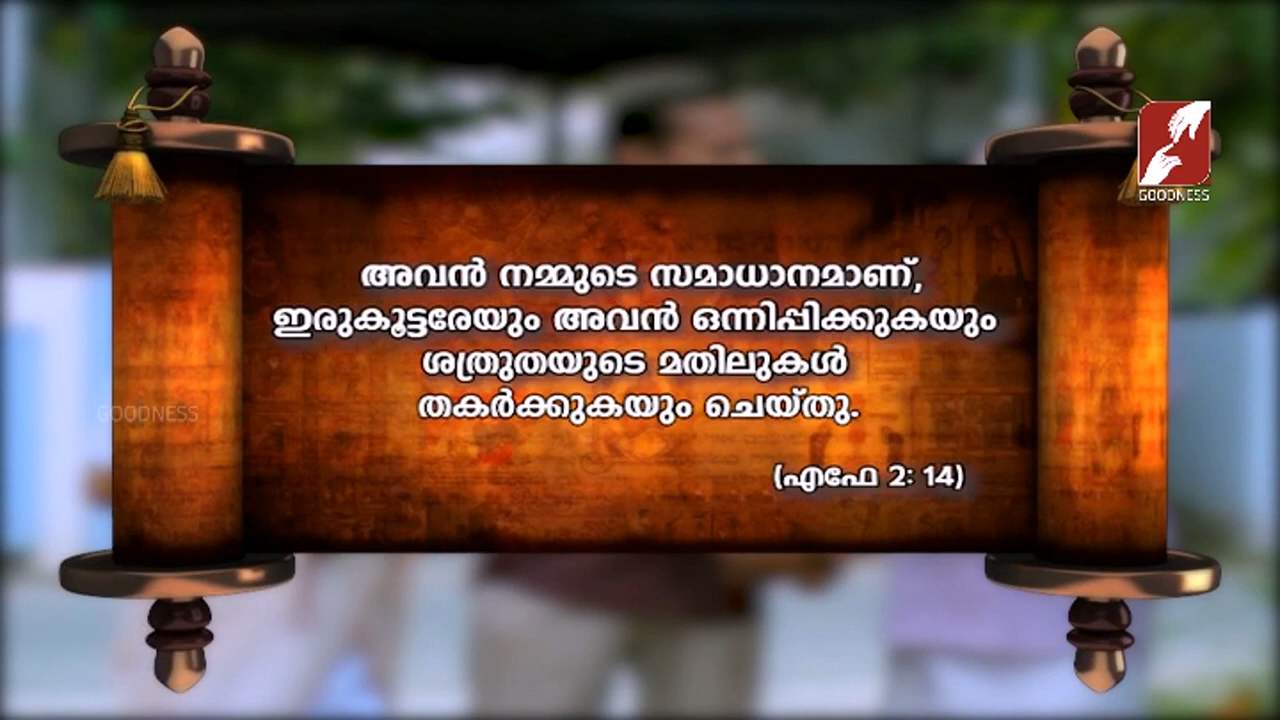 GOODNESS
അവൻ നമ്മുടെ സമാധാനമാണ്,
ഇരുകൂട്ടരേയും അവൻ ഒന്നിപ്പിക്കുകയും
ശത്രുതയുടെ മതിലുകൾ
തകർക്കുകയും ചെയ്തു.
GOODNESS
(എഫേ 2: 14)